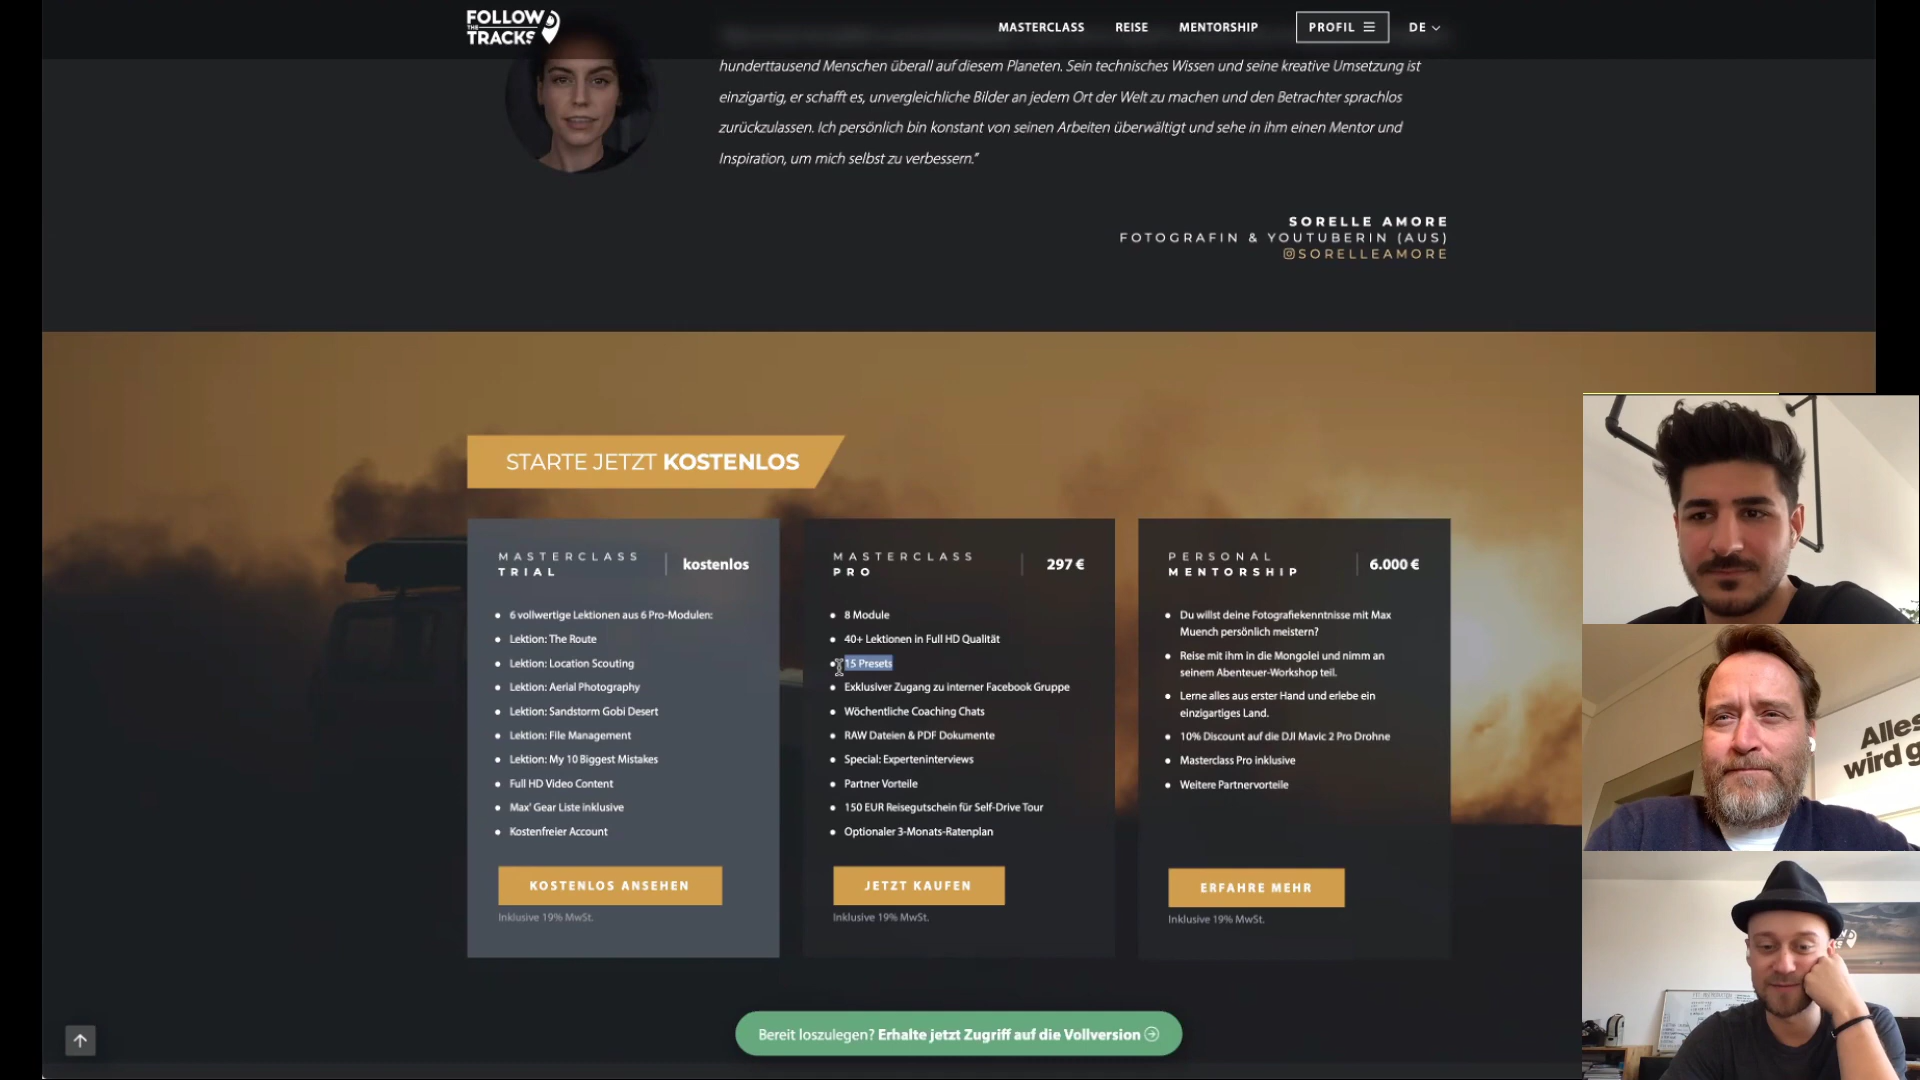 FOLLOW
THE
TRACKS
MASTERCLASS
REISE
MENTORSHIP
PROFIL
DE
hunderttausend Menschen überall auf diesem Planeten. Sein technisches Wissen und seine kreative Umsetzung ist
einzigartig, er schafft es, unvergleichliche Bilder an jedem Ort der Welt zu machen und den Betrachter sprachlos
zurückzulassen. Ich persönlich bin konstant von seinen Arbeiten überwältigt und sehe in ihm einen Mentor und
Inspiration, um mich selbst zu verbessern.”
SORELLE AMORE
FOTOGRAFIN & YOUTUBERIN (AUS)
@SORELLEAMORE
STARTE JETZT KOSTENLOS
MASTERCLASS
TRIAL
kostenlos
6 vollwertige Lektionen aus 6 Pro-Modulen:
Lektion: The Route
Lektion: Location Scouting
Lektion: Aerial Photography
Lektion: Sandstorm Gobi Desert
Lektion: File Management
Lektion: My 10 Biggest Mistakes
Full HD Video Content
Max' Gear Liste inklusive
Kostenfreier Account
KOSTENLOS ANSEHEN
Inklusive 19% MwSt.
MASTERCLASS
PRO
297 €
8 Module
40+ Lektionen in Full HD Qualität
15 Presets
Exklusiver Zugang zu interner Facebook Gruppe
Wöchentliche Coaching Chats
RAW Dateien & PDF Dokumente
Special: Experteninterviews
Partner Vorteile
150 EUR Reisegutschein für Self-Drive Tour
Optionaler 3-Monats-Ratenplan
JETZT KAUFEN
Inklusive 19% MwSt.
PERSONAL
MENTORSHIP
6.000 €
Du willst deine Fotografiekenntnisse mit Max
Muench persönlich meistern?
Reise mit ihm in die Mongolei und nimm an
seinem Abenteuer-Workshop teil.
Lerne alles aus erster Hand und erlebe ein
einzigartiges Land.
10% Discount auf die DJI Mavic 2 Pro Drohne
Masterclass Pro inklusive
Weitere Partnervorteile
ERFAHRE MEHR
Inklusive 19% MwSt.
Bereit loszulegen? Erhalte jetzt Zugriff auf die Vollversion
Alles
wird g